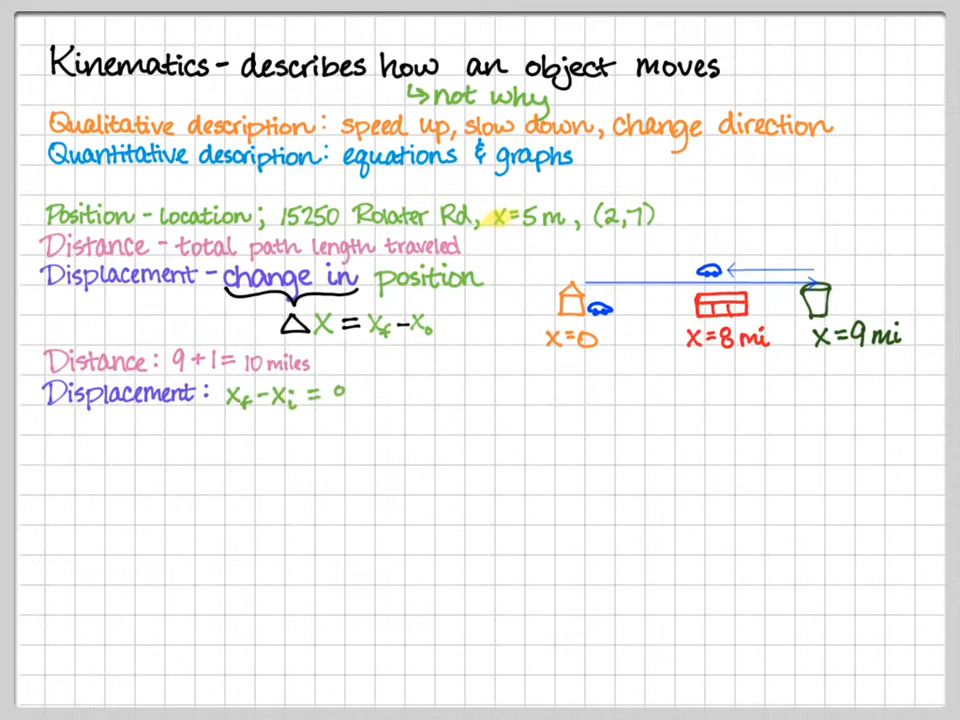 Kinematics - describes how an object moves
↳ not why
Qualitative description: speed up, slow down, change direction
Quantitative description: equations & graphs
Position - location; 15250 Rolater Rd, x=5m, (2,7)
Distance - total path length traveled
Displacement - change in position
Δx = xf - x0
x=0
x=8 mi
x=9 mi
Distance: 9+1= 10 miles
Displacement: xf - xi = 0